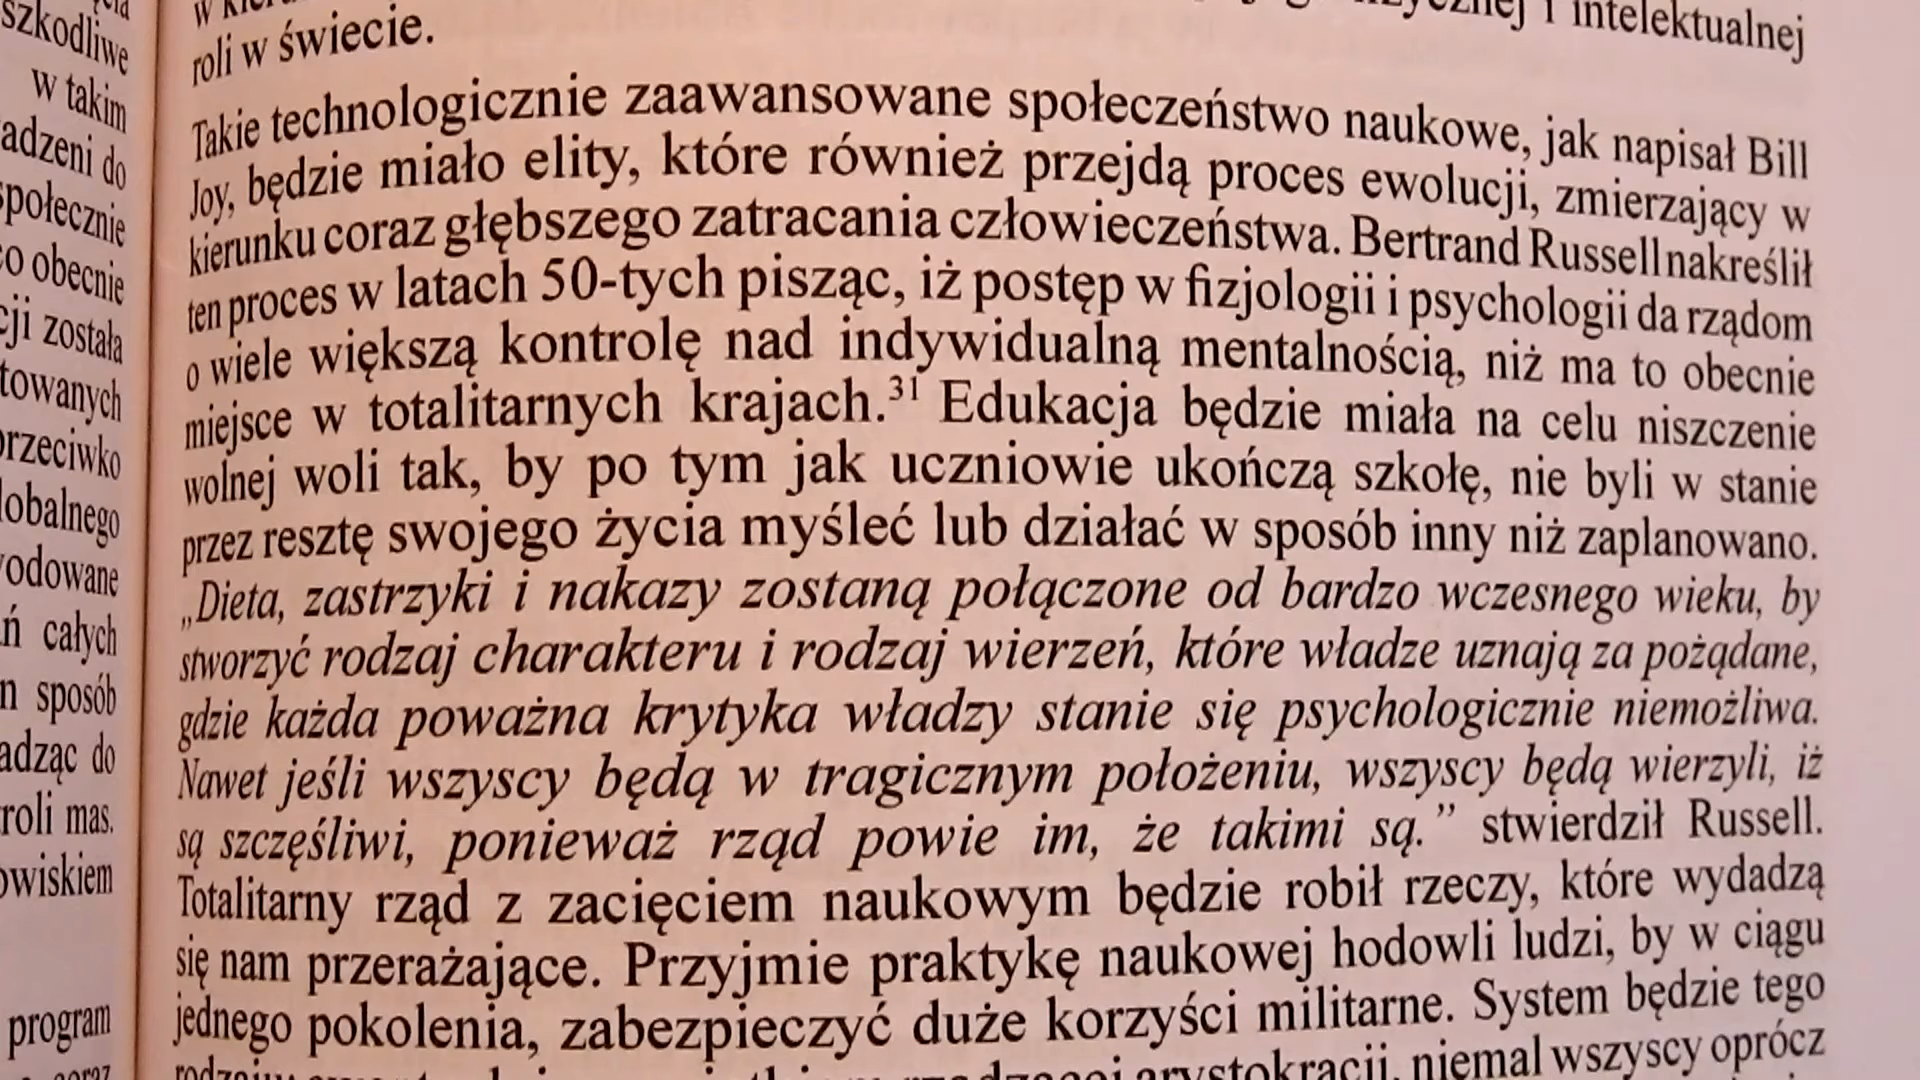 szkodliwe
w takim
adzeni do
społecznie
co obecnie
cji została
towanych
przeciwko
lobalnego
wodowane
ń całych
n sposób
adząc do
roli mas.
owiskiem
program
i intelektualnej
roli w świecie.
Takie technologicznie zaawansowane społeczeństwo naukowe, jak napisał Bill
Joy, będzie miało elity, które również przejdą proces ewolucji, zmierzający w
kierunku coraz głębszego zatracania człowieczeństwa. Bertrand Russell nakreślił
ten proces w latach 50-tych pisząc, iż postęp w fizjologii i psychologii da rządom
o wiele większą kontrolę nad indywidualną mentalnością, niż ma to obecnie
miejsce w totalitarnych krajach.³¹ Edukacja będzie miała na celu niszczenie
wolnej woli tak, by po tym jak uczniowie ukończą szkołę, nie byli w stanie
przez resztę swojego życia myśleć lub działać w sposób inny niż zaplanowano.
„Dieta, zastrzyki i nakazy zostaną połączone od bardzo wczesnego wieku, by
stworzyć rodzaj charakteru i rodzaj wierzeń, które władze uznają za pożądane,
gdzie każda poważna krytyka władzy stanie się psychologicznie niemożliwa.
Nawet jeśli wszyscy będą w tragicznym położeniu, wszyscy będą wierzyli, iż
są szczęśliwi, ponieważ rząd powie im, że takimi są.” stwierdził Russell.
Totalitarny rząd z zacięciem naukowym będzie robił rzeczy, które wydadzą
się nam przerażające. Przyjmie praktykę naukowej hodowli ludzi, by w ciągu
jednego pokolenia, zabezpieczyć duże korzyści militarne. System będzie tego
arystokracji, niemal wszyscy oprócz